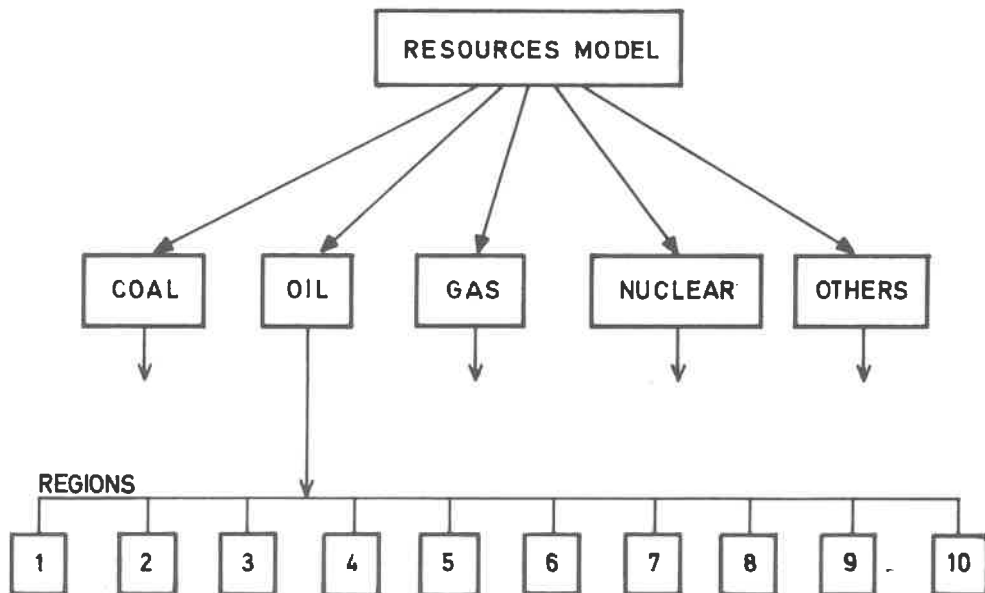 RESOURCES MODEL
COAL OIL GAS NUCLEAR OTHERS
REGIONS
1 2 3 4 5 6 7 8 9 10